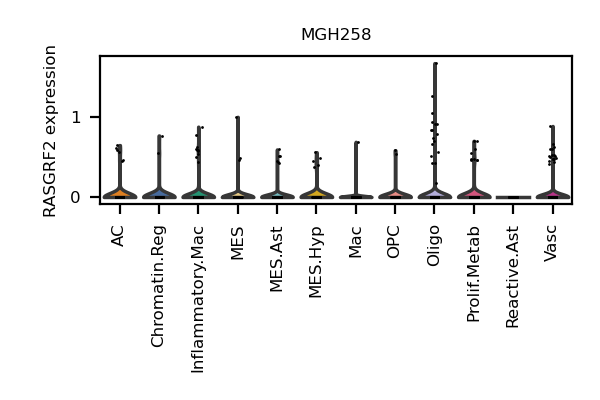 MGH258
RASGRF2 expression
1
0
AC
Chromatin.Reg
Inflammatory.Mac
MES
MES.Ast
MES.Hyp
Mac
OPC
Oligo
Prolif.Metab
Reactive.Ast
Vasc